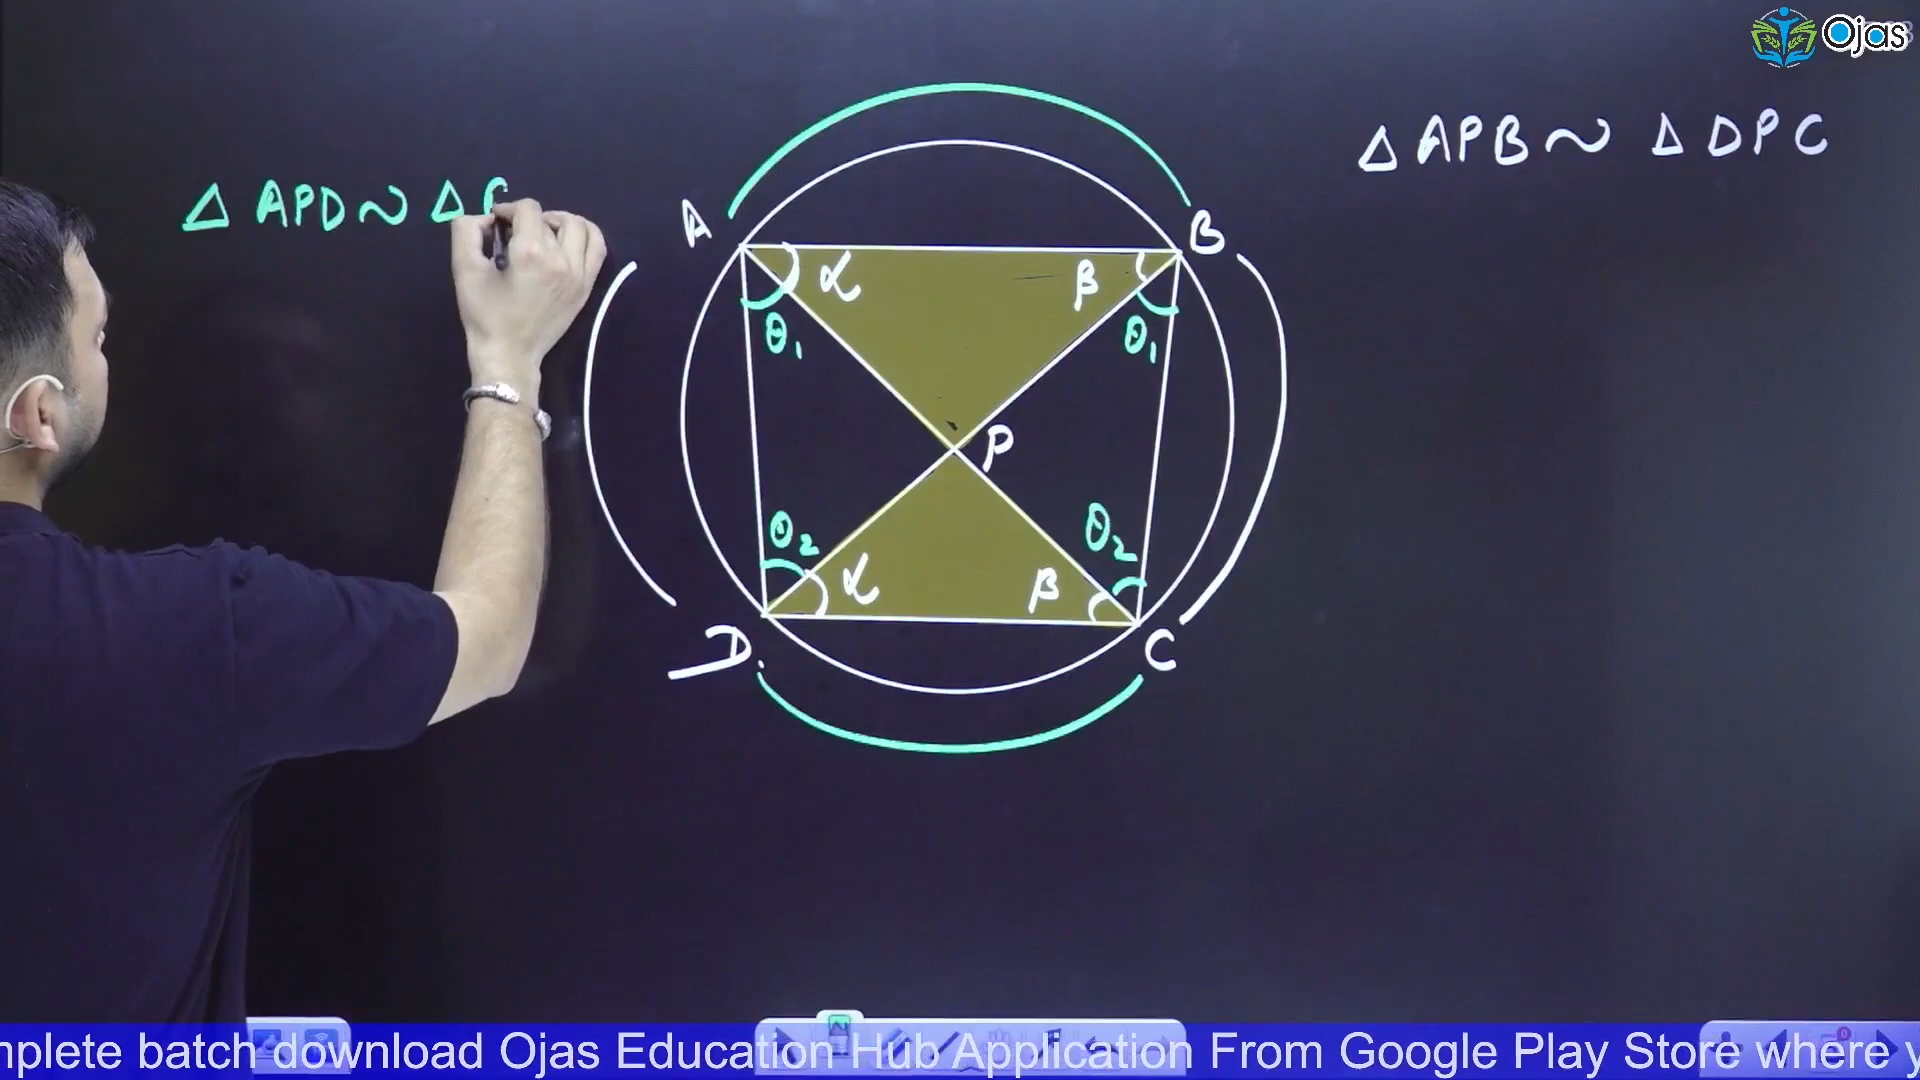 Ojas
△ APB ~ △ DPC
△ APD ~ △
A
B
α
β
θ₁
θ₁
P
θ₂
θ₂
α
β
D
C
plete batch download Ojas Education Hub Application From Google Play Store where